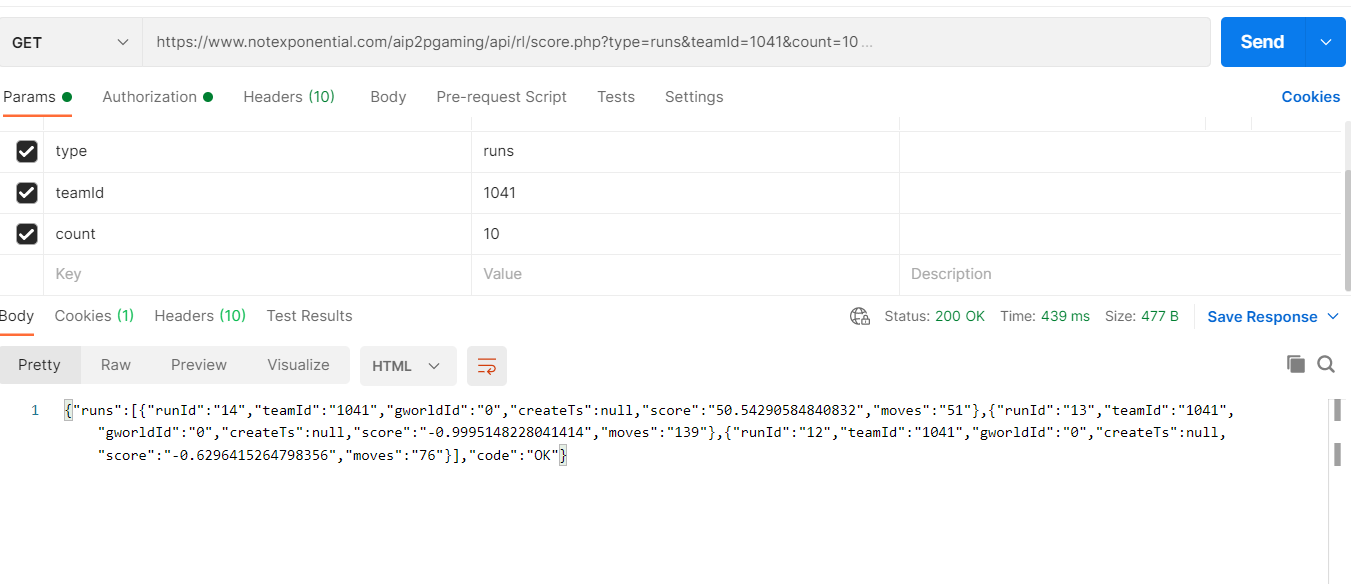 GET https://www.notexponential.com/aip2pgaming/api/rl/score.php?type=runs&teamId=1041&count=10 ... Send
Params Authorization Headers (10) Body Pre-request Script Tests Settings Cookies
type runs
teamId 1041
count 10
Key Value Description
Body Cookies (1) Headers (10) Test Results Status: 200 OK Time: 439 ms Size: 477 B Save Response
Pretty Raw Preview Visualize HTML
1 {"runs":[{"runId":"14","teamId":"1041","gworldId":"0","createTs":null,"score":"50.54290584840832","moves":"51"},{"runId":"13","teamId":"1041",
"gworldId":"0","createTs":null,"score":"-0.9995148228041414","moves":"139"},{"runId":"12","teamId":"1041","gworldId":"0","createTs":null,
"score":"-0.6296415264798356","moves":"76"}],"code":"OK"}